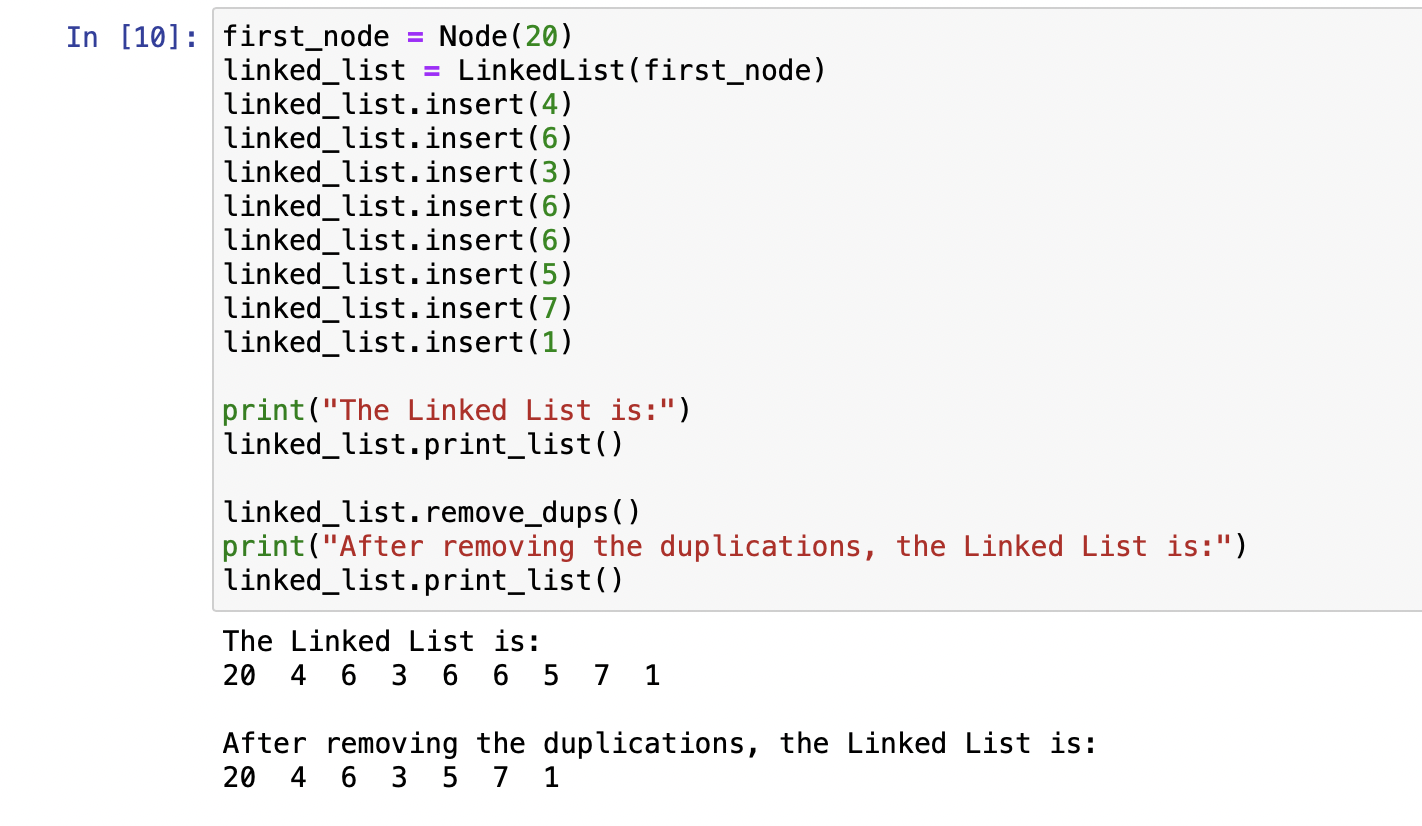 In [10]: first_node = Node(20)
linked_list = LinkedList(first_node)
linked_list.insert(4)
linked_list.insert(6)
linked_list.insert(3)
linked_list.insert(6)
linked_list.insert(6)
linked_list.insert(5)
linked_list.insert(7)
linked_list.insert(1)
print("The Linked List is:")
linked_list.print_list()
linked_list.remove_dups()
print("After removing the duplications, the Linked List is:")
linked_list.print_list()
The Linked List is:
20  4  6  3  6  6  5  7  1
After removing the duplications, the Linked List is:
20  4  6  3  5  7  1